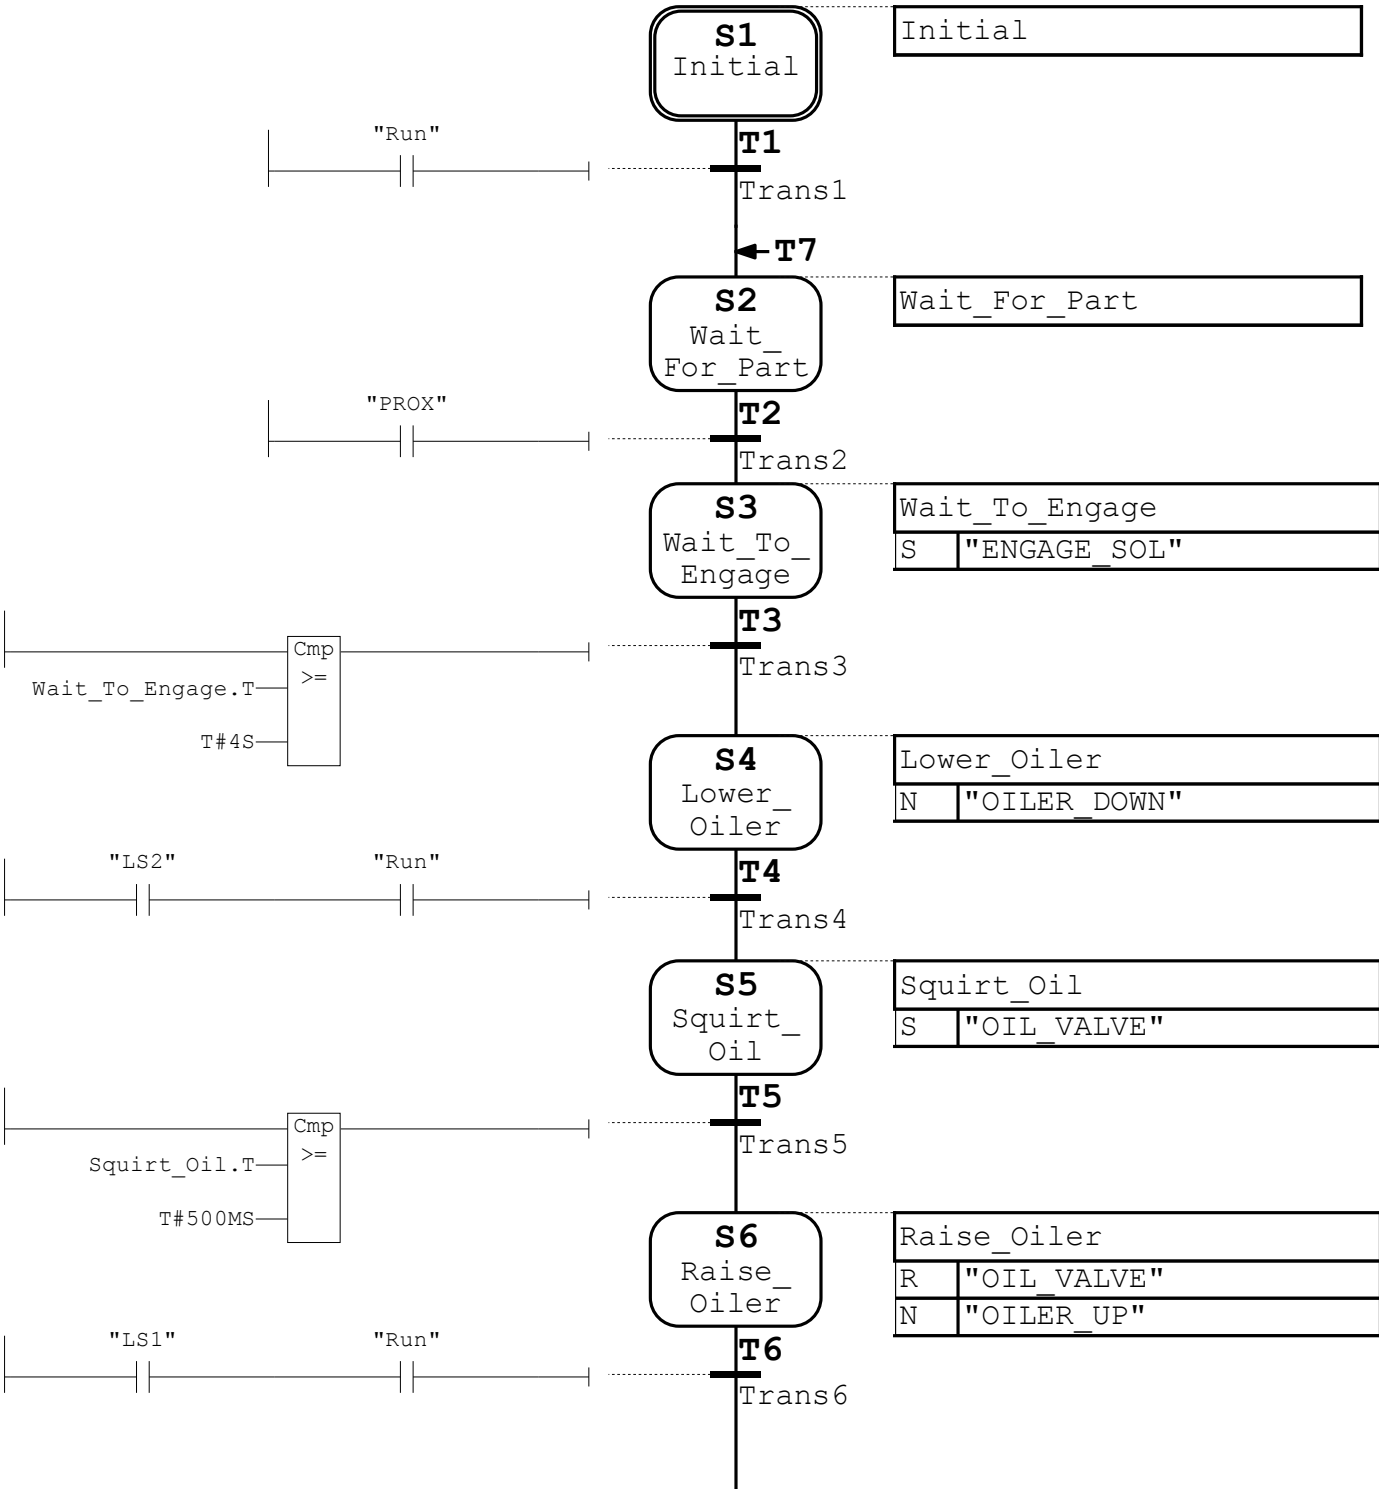 S1
Initial
Initial
"Run"
T1
Trans1
T7
S2
Wait_
For_Part
Wait_For_Part
"PROX"
T2
Trans2
S3
Wait_To_
Engage
Wait_To_Engage
S "ENGAGE_SOL"
T3
Trans3
Cmp
>=
Wait_To_Engage.T
T#4S
S4
Lower_
Oiler
Lower_Oiler
N "OILER_DOWN"
"LS2" "Run"
T4
Trans4
S5
Squirt_
Oil
Squirt_Oil
S "OIL_VALVE"
T5
Trans5
Cmp
>=
Squirt_Oil.T
T#500MS
S6
Raise_
Oiler
Raise_Oiler
R "OIL_VALVE"
N "OILER_UP"
"LS1" "Run"
T6
Trans6